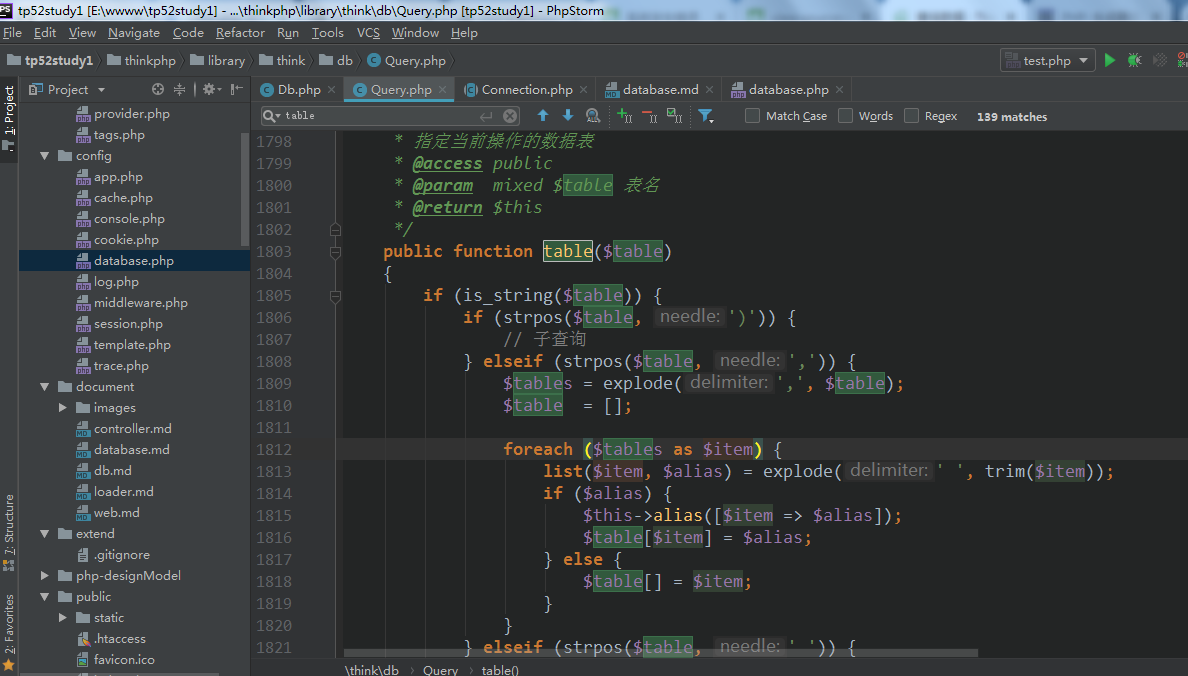 PS tp52study1 [E:\wwww\tp52study1] - ...\thinkphp\library\think\db\Query.php [tp52study1] - PhpStorm
File Edit View Navigate Code Refactor Run Tools VCS Window Help
tp52study1 thinkphp library think db Query.php test.php
Project Db.php Query.php Connection.php database.md database.php
1: Project
7: Structure
2: Favorites
provider.php
tags.php
config
app.php
cache.php
console.php
cookie.php
database.php
log.php
middleware.php
session.php
template.php
trace.php
document
images
controller.md
database.md
db.md
loader.md
web.md
extend
.gitignore
php-designModel
public
static
.htaccess
favicon.ico
table Match Case Words Regex 139 matches
1798 * 指定当前操作的数据表
1799 * @access public
1800 * @param mixed $table 表名
1801 * @return $this
1802 */
1803 public function table($table)
1804 {
1805 if (is_string($table)) {
1806 if (strpos($table, needle: ')')) {
1807 // 子查询
1808 } elseif (strpos($table, needle: ',')) {
1809 $tables = explode( delimiter: ',', $table);
1810 $table = [];
1811
1812 foreach ($tables as $item) {
1813 list($item, $alias) = explode( delimiter: ' ', trim($item));
1814 if ($alias) {
1815 $this->alias([$item => $alias]);
1816 $table[$item] = $alias;
1817 } else {
1818 $table[] = $item;
1819 }
1820 }
1821 } elseif (strpos($table, needle: ' ')) {
\think\db Query table()